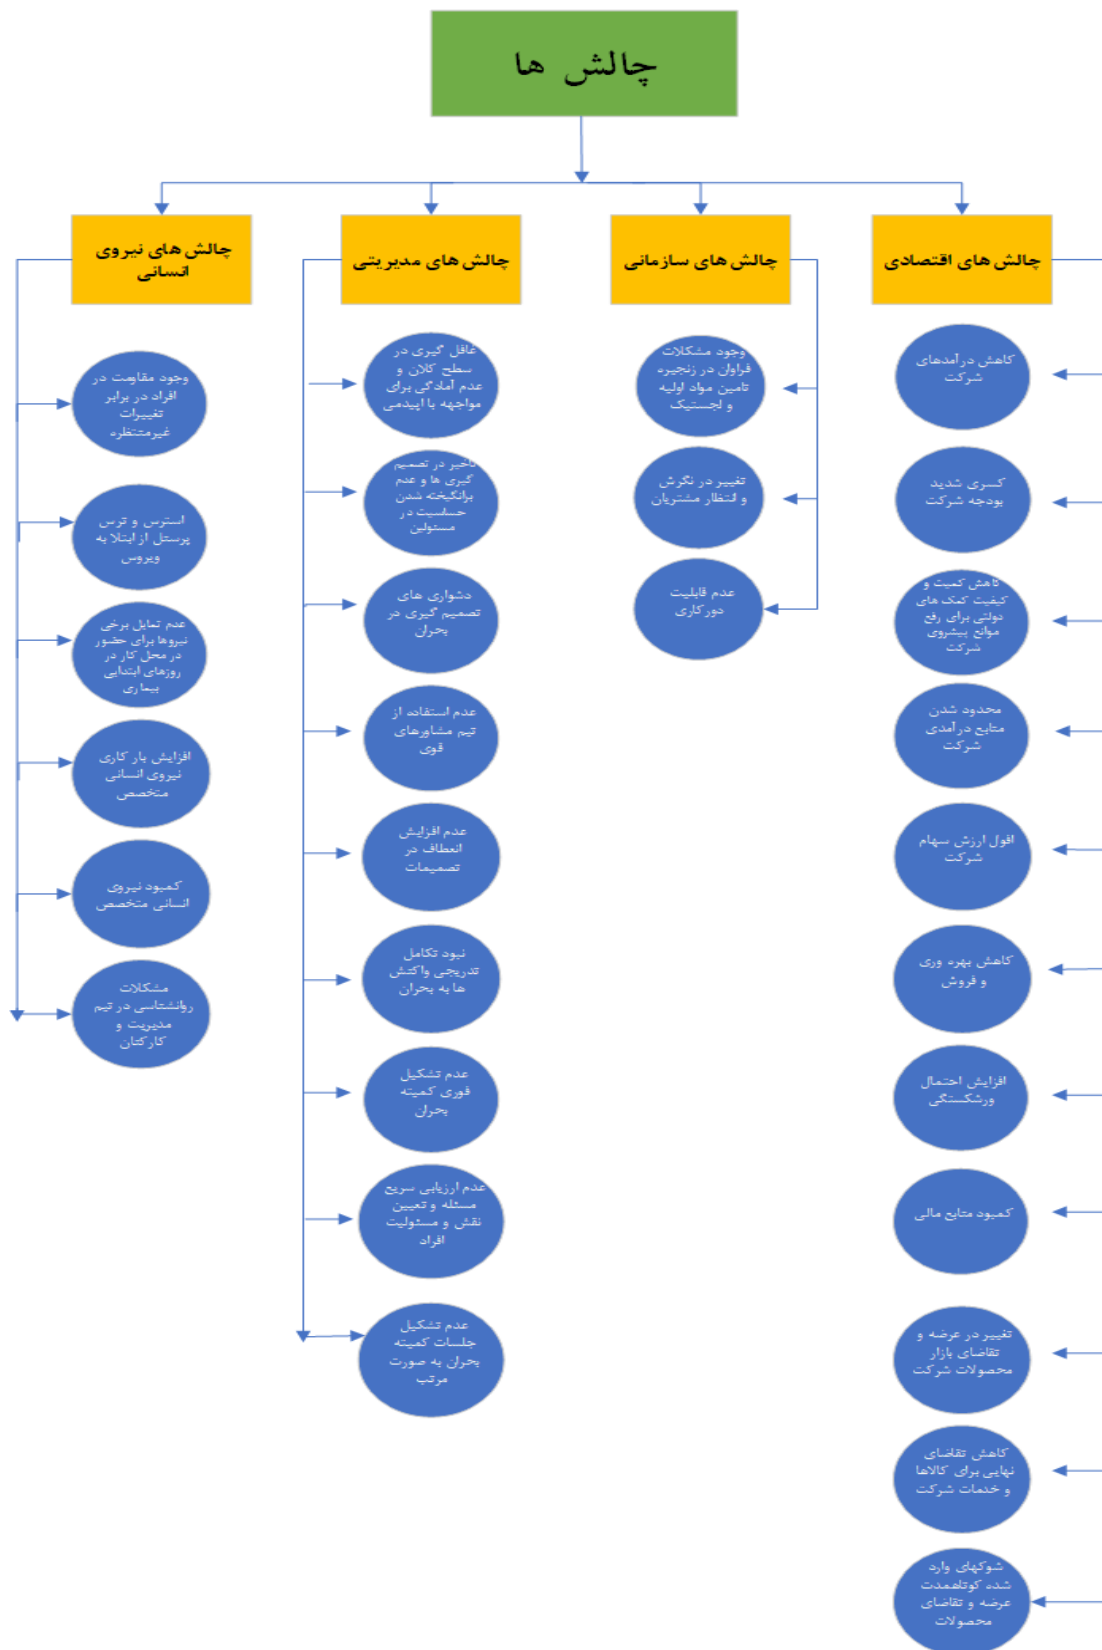 چالش ها
چالش های اقتصادی
کاهش درآمدهای
شرکت
کسری شدید
بودجه شرکت
کاهش کمیت و
کیفیت کمک های
دولتی برای رفع
موانع پیشروی
شرکت
محدود شدن
منابع درآمدی
شرکت
افول ارزش سهام
شرکت
کاهش بهره وری
و فروش
افزایش احتمال
ورشکستگی
کمبود منابع مالی
تغییر در عرضه و
تقاضای بازار
محصولات شرکت
کاهش تقاضای
نهایی برای کالاها
و خدمات شرکت
شوکهای وارد
شده کوتاهمدت
عرضه و تقاضای
محصولات
چالش های سازمانی
وجود مشکلات
فراوان در زنجیره
تامین مواد اولیه
و لجستیک
تغییر در نگرش
و انتظار مشتریان
عدم قابلیت
دورکاری
چالش های مدیریتی
غافل گیری در
سطح کلان و
عدم آمادگی برای
مواجهه با اپیدمی
تاخیر در تصمیم
گیری ها و عدم
برانگیخته شدن
حساسیت در
مسئولین
دشواری های
تصمیم گیری در
بحران
عدم استفاده از
تیم مشاورهای
قوی
عدم افزایش
انعطاف در
تصمیمات
نبود تکامل
تدریجی واکنش
ها به بحران
عدم تشکیل
فوری کمیته
بحران
عدم ارزیابی سریع
مسئله و تعیین
نقش و مسئولیت
افراد
عدم تشکیل
جلسات کمیته
بحران به صورت
مرتب
چالش های نیروی
انسانی
وجود مقاومت در
افراد در برابر
تغییرات
غیرمنتظره
استرس و ترس
پرسنل از ابتلا به
ویروس
عدم تمایل برخی
نیروها برای حضور
در محل کار در
روزهای ابتدایی
بیماری
افزایش بار کاری
نیروی انسانی
متخصص
کمبود نیروی
انسانی متخصص
مشکلات
روانشناسی در تیم
مدیریت و
کارکنان